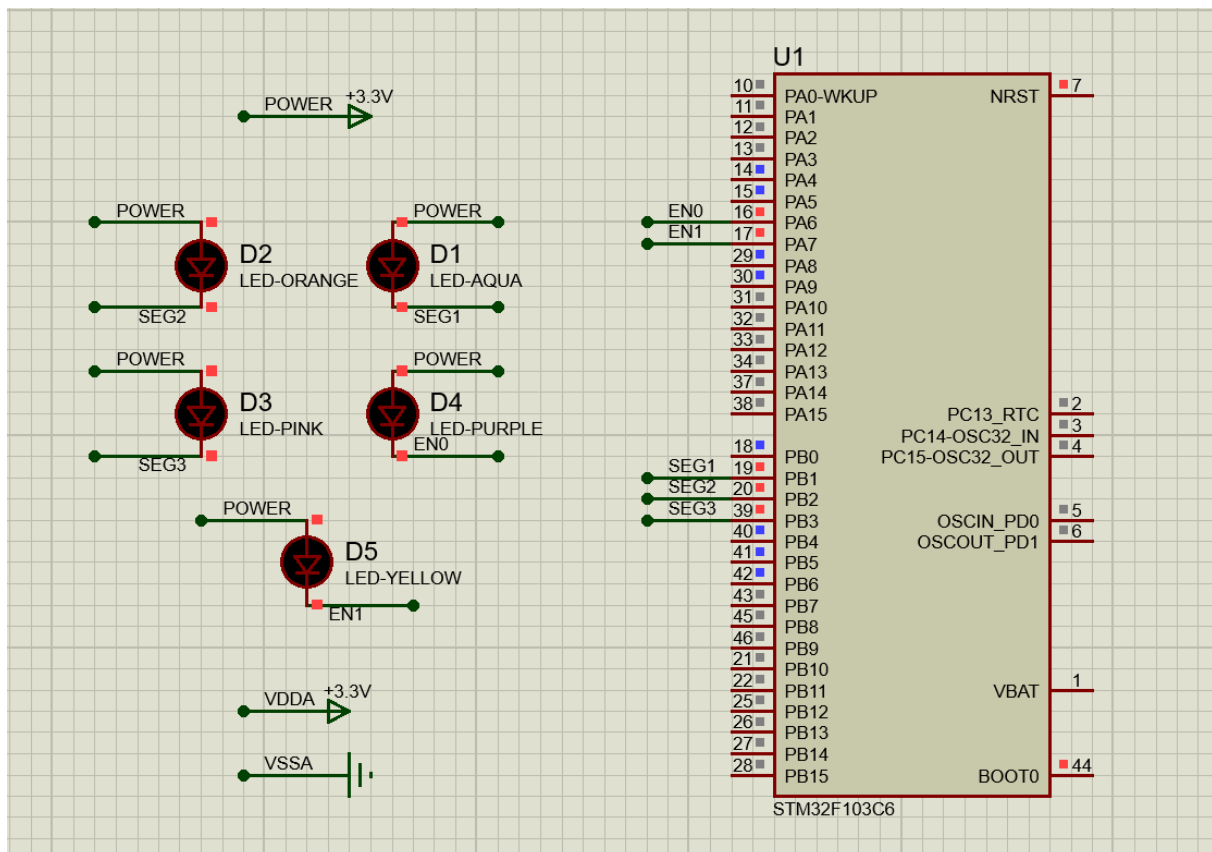 POWER
+3.3V
POWER
D2
LED-ORANGE
SEG2
POWER
D1
LED-AQUA
SEG1
POWER
D3
LED-PINK
SEG3
POWER
D4
LED-PURPLE
EN0
POWER
D5
LED-YELLOW
EN1
VDDA
+3.3V
VSSA
U1
10 PA0-WKUP
11 PA1
12 PA2
13 PA3
14 PA4
15 PA5
EN0 16 PA6
EN1 17 PA7
29 PA8
30 PA9
31 PA10
32 PA11
33 PA12
34 PA13
37 PA14
38 PA15
18 PB0
SEG1 19 PB1
SEG2 20 PB2
SEG3 39 PB3
40 PB4
41 PB5
42 PB6
43 PB7
45 PB8
46 PB9
21 PB10
22 PB11
25 PB12
26 PB13
27 PB14
28 PB15
NRST 7
PC13_RTC 2
PC14-OSC32_IN 3
PC15-OSC32_OUT 4
OSCIN_PD0 5
OSCOUT_PD1 6
VBAT 1
BOOT0 44
STM32F103C6